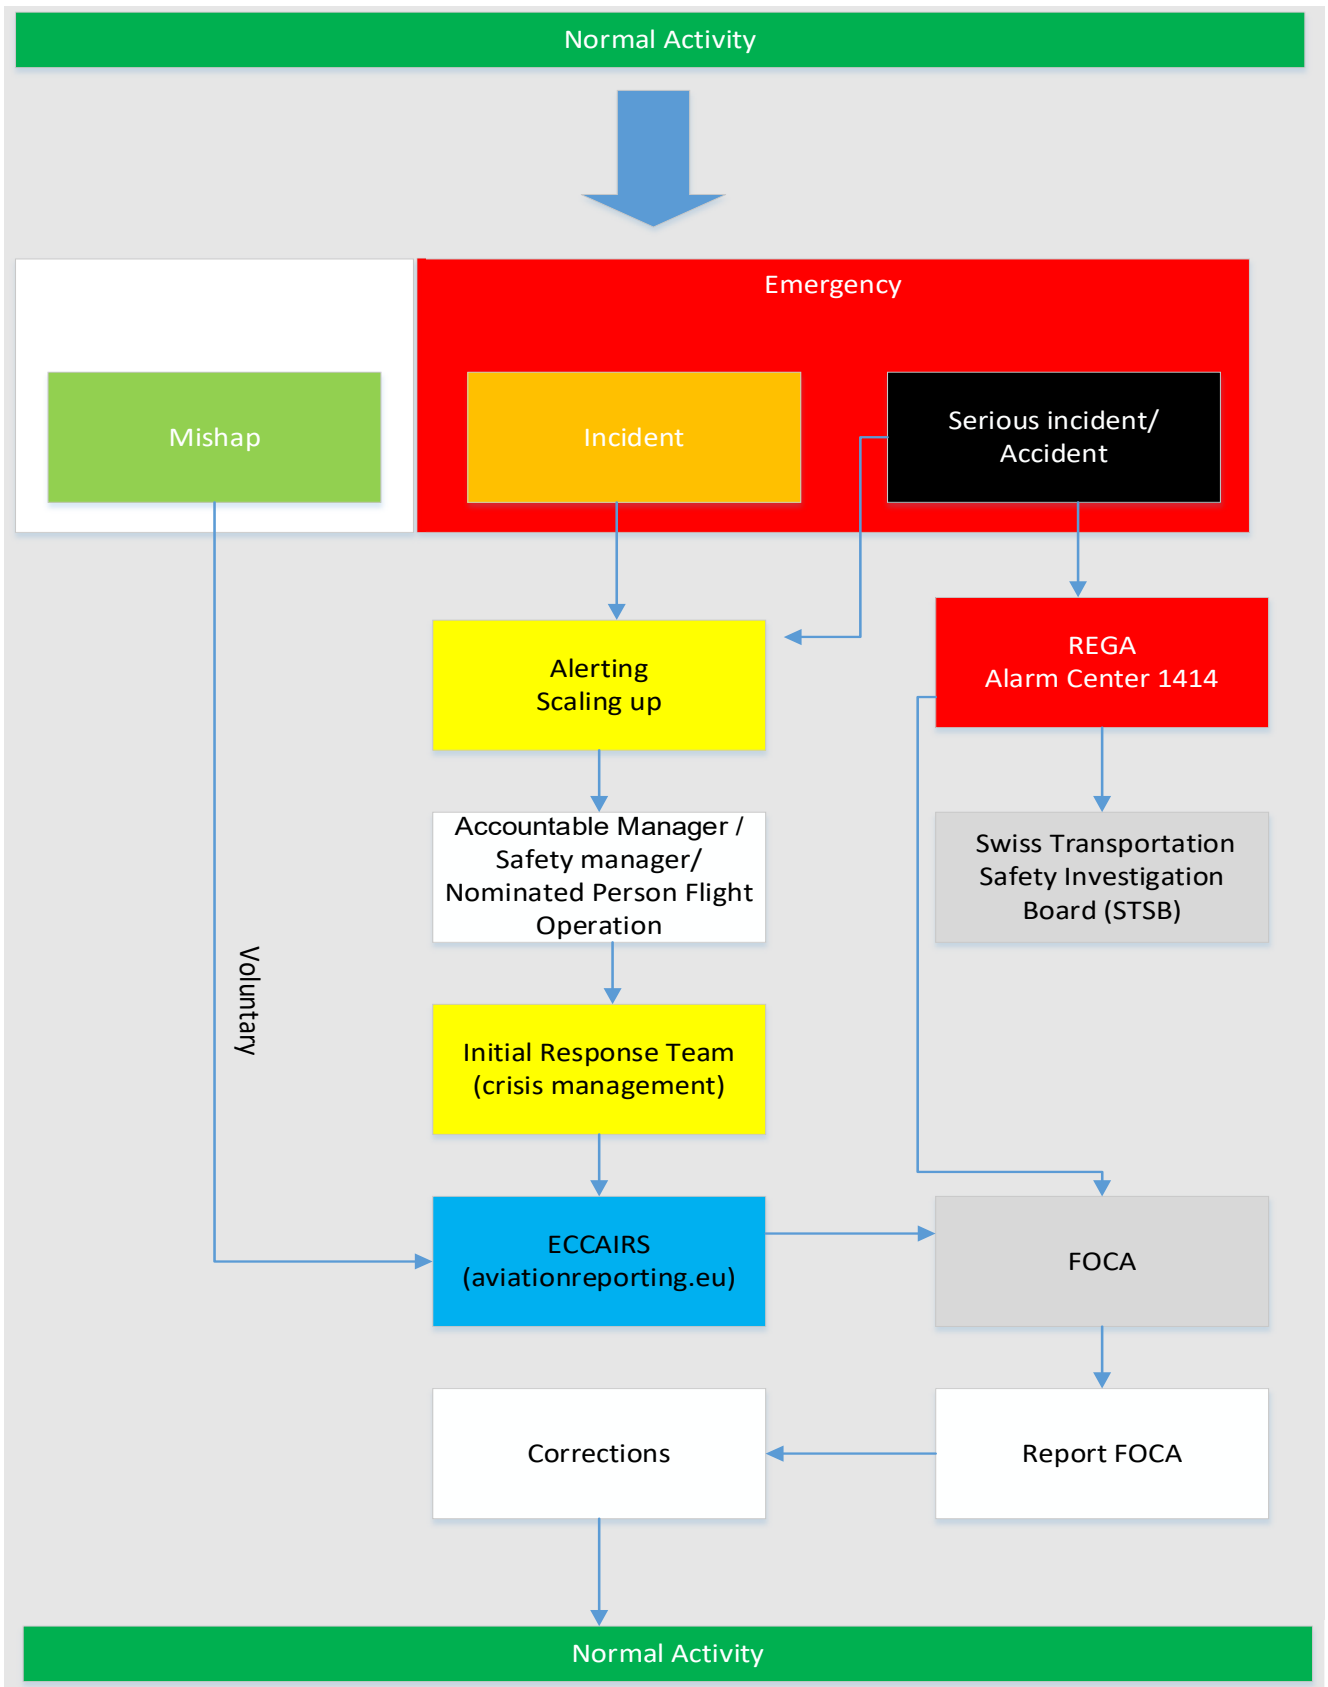 Normal Activity
Emergency
Mishap
Incident
Serious incident/
Accident
Alerting
Scaling up
REGA
Alarm Center 1414
Accountable Manager /
Safety manager/
Nominated Person Flight
Operation
Swiss Transportation
Safety Investigation
Board (STSB)
Voluntary
Initial Response Team
(crisis management)
ECCAIRS
(aviationreporting.eu)
FOCA
Corrections
Report FOCA
Normal Activity